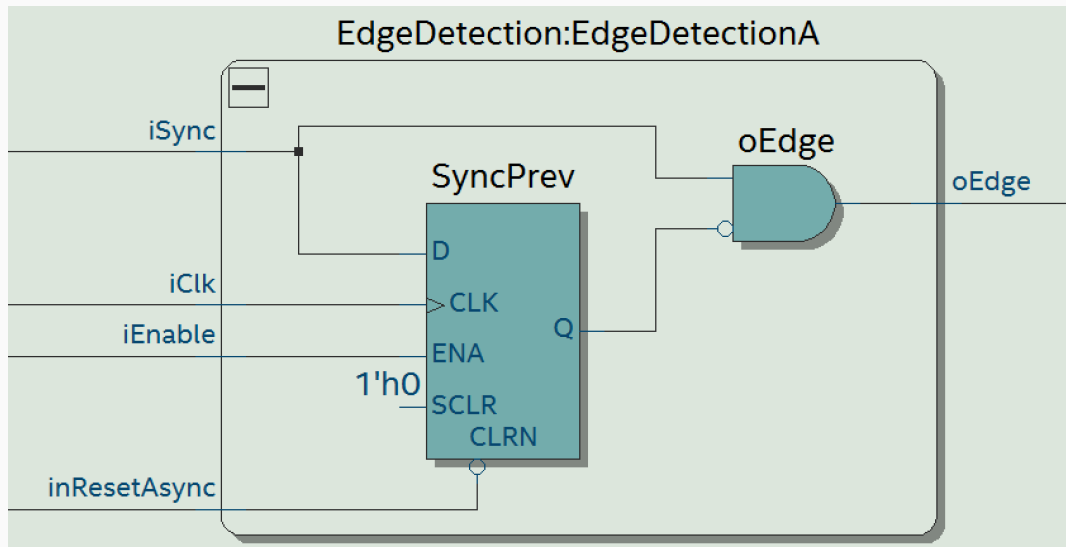 EdgeDetection:EdgeDetectionA
iSync
oEdge
SyncPrev
oEdge
D
iClk
CLK
Q
iEnable
ENA
1'h0
SCLR
CLRN
inResetAsync